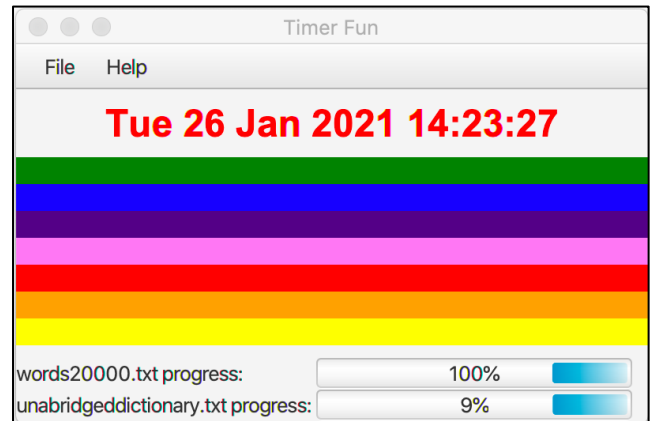 Timer Fun
File Help
Tue 26 Jan 2021 14:23:27
words20000.txt progress: 100%
unabridgeddictionary.txt progress: 9%